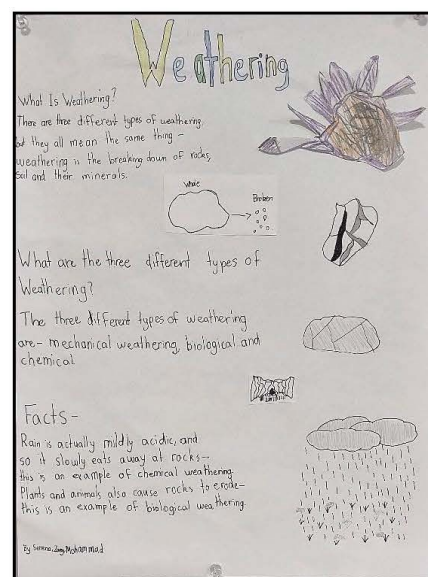 Weathering
What Is Weathering?
There are three different types of weathering,
but they all mean the same thing -
weathering is the breaking down of rocks,
soil and their minerals.
Whole
Broken
What are the three different types of
Weathering?
The three different types of weathering
are- mechanical weathering, biological and
chemical
Facts-
Rain is actually mildly acidic, and
so it slowly eats away at rocks-
this is an example of chemical weathering.
Plants and animals also cause rocks to erode-
this is an example of biological weathering.
By Serena, Mohammad